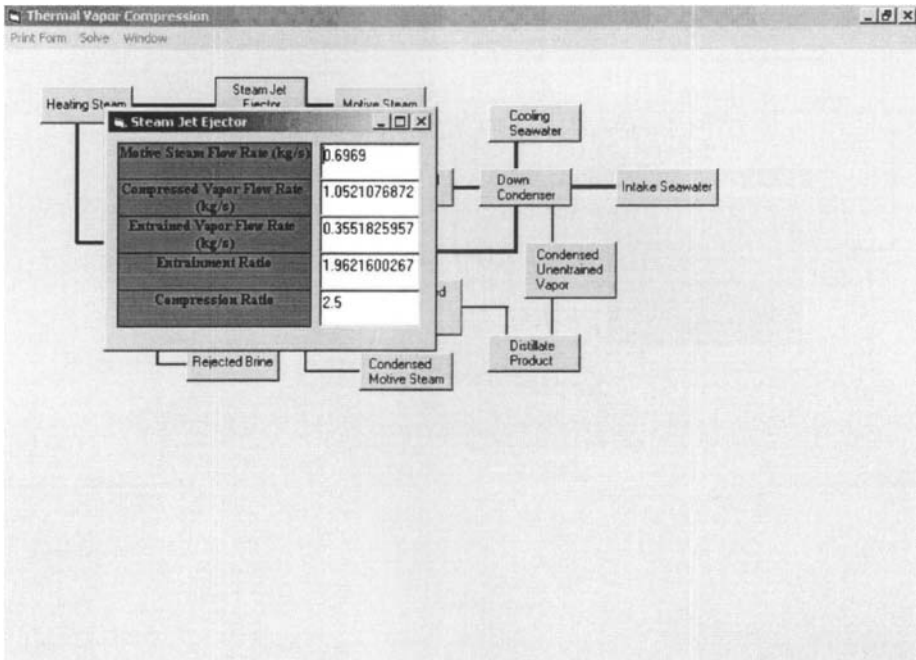 Thermal Vapor Compression
Print Form Solve Window
Heating Steam
Steam Jet
Ejector
Motive Steam
Steam Jet Ejector
Motive Steam Flow Rate (kg/s)
0.6969
Compressed Vapor Flow Rate
(kg/s)
1.0521076872
Entrained Vapor Flow Rate
(kg/s)
0.3551825957
Entrainment Ratio
1.9621600267
Compression Ratio
2.5
Cooling
Seawater
Down
Condenser
Intake Seawater
Condensed
Unentrained
Vapor
Distillate
Product
Rejected Brine
Condensed
Motive Steam